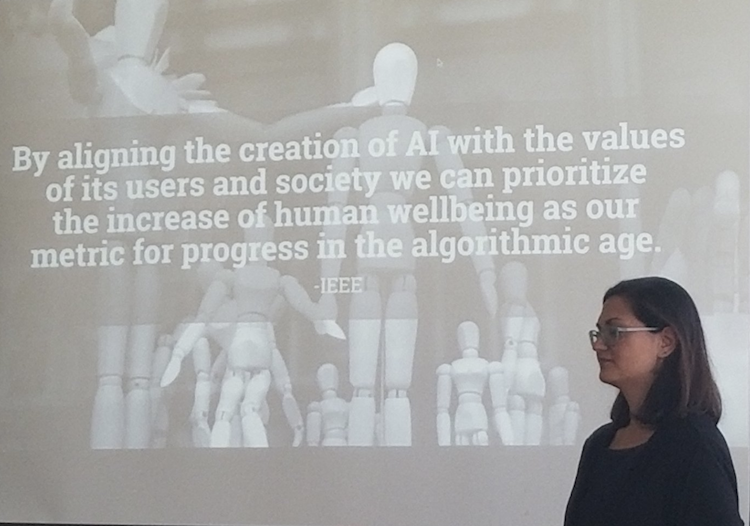 By aligning the creation of AI with the values
of its users and society we can prioritize
the increase of human wellbeing as our
metric for progress in the algorithmic age.
-IEEE